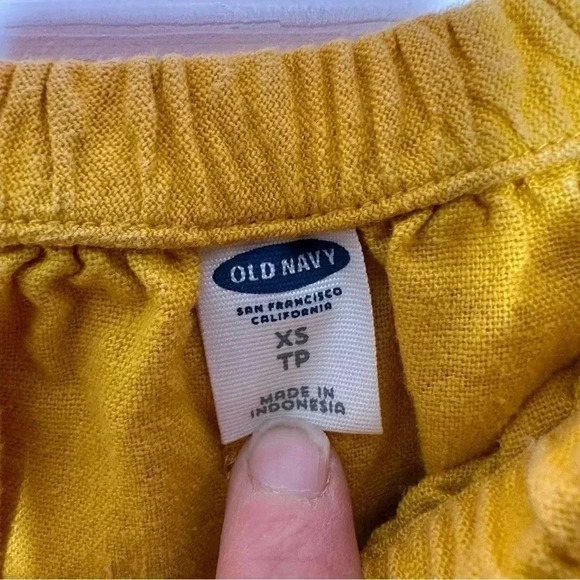 OLD NAVY
SAN FRANCISCO
CALIFORNIA
XS
TP
MADE IN
INDONESIA